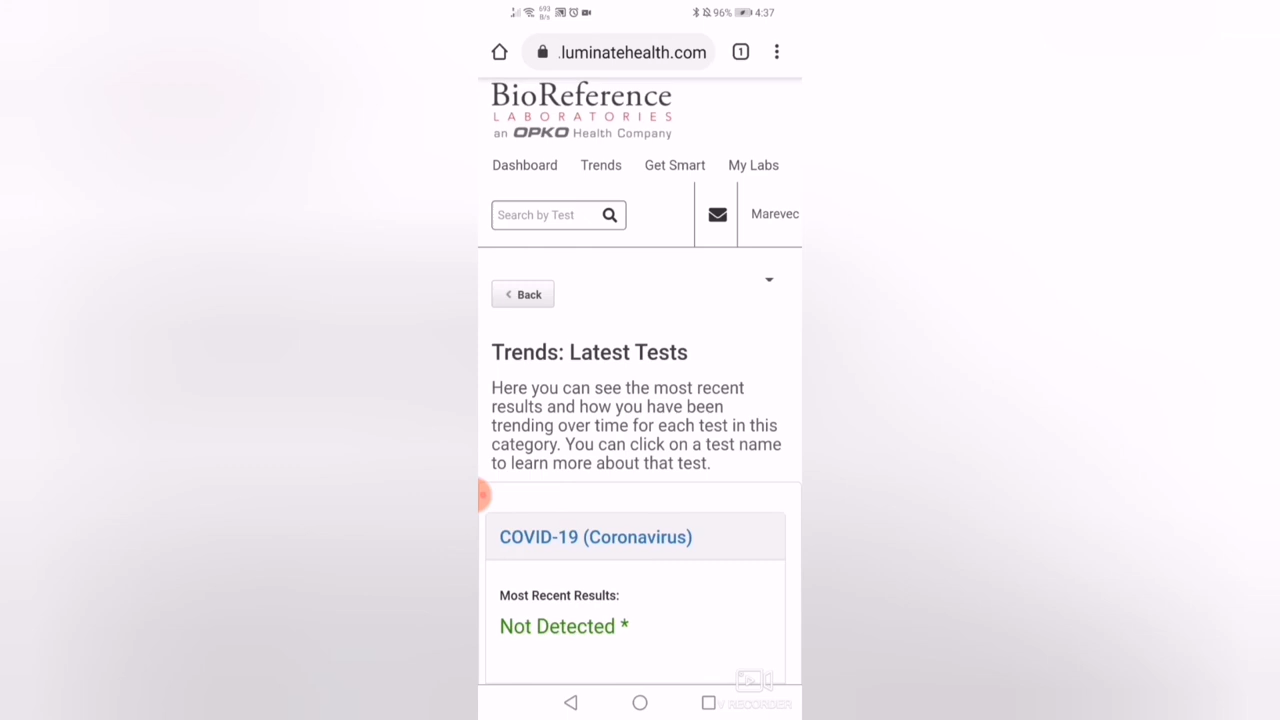 693
B/s
96%
4:37
.luminatehealth.com
1
BioReference
LABORATORIES
an OPKO Health Company
Dashboard Trends Get Smart My Labs
Search by Test
Marevec
Back
Trends: Latest Tests
Here you can see the most recent
results and how you have been
trending over time for each test in this
category. You can click on a test name
to learn more about that test.
COVID-19 (Coronavirus)
Most Recent Results:
Not Detected *
V RECORDER